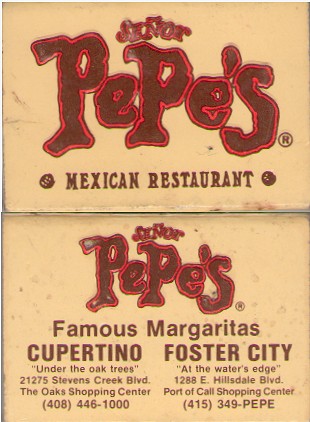 SEÑOR
PePe's®
MEXICAN RESTAURANT
SEÑOR
PePe's®
Famous Margaritas
CUPERTINO FOSTER CITY
"Under the oak trees" "At the water's edge"
21275 Stevens Creek Blvd. 1288 E. Hillsdale Blvd.
The Oaks Shopping Center Port of Call Shopping Center
(408) 446-1000 (415) 349-PEPE